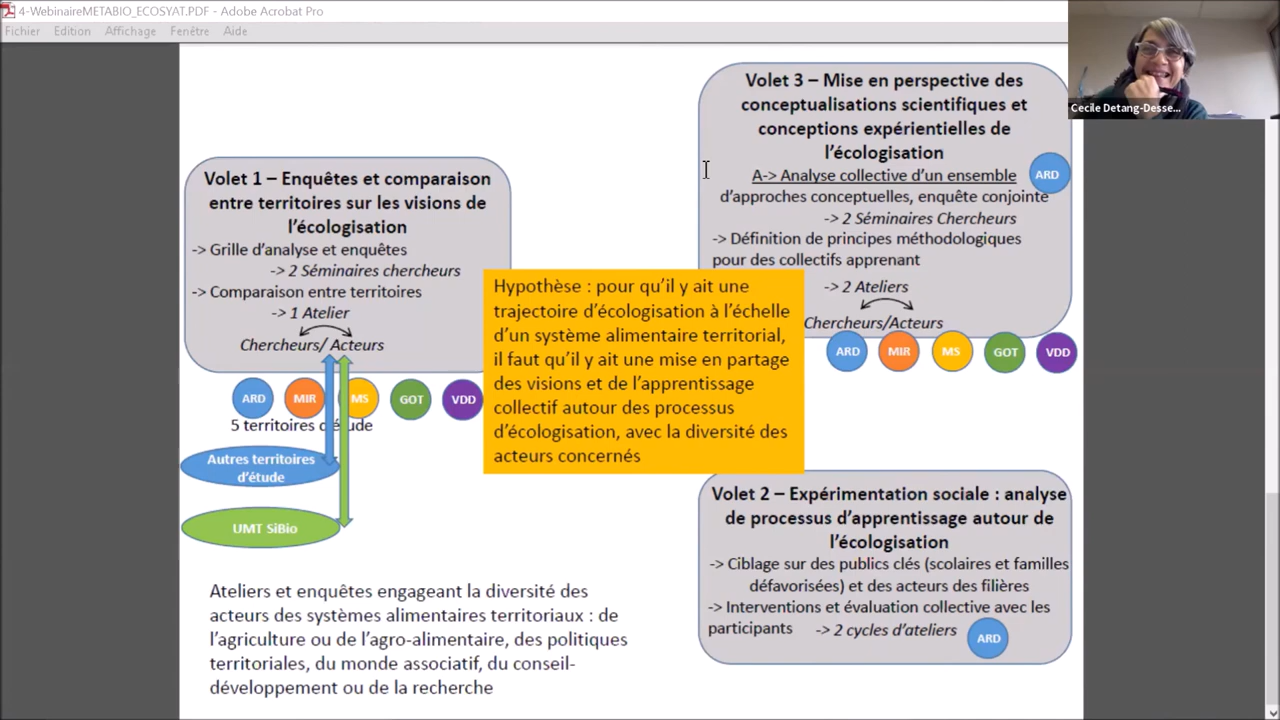 4-WebinaireMETABIO_ECOSYAT.PDF - Adobe Acrobat Pro
Fichier Edition Affichage Fenêtre Aide
Cecile Detang-Desse...
Volet 3 – Mise en perspective des
conceptualisations scientifiques et
conceptions expérientielles de
l'écologisation
A-> Analyse collective d'un ensemble
ARD
d'approches conceptuelles, enquête conjointe
-> 2 Séminaires Chercheurs
-> Définition de principes méthodologiques
pour des collectifs apprenant
-> 2 Ateliers
Chercheurs/Acteurs
ARD MIR MS GOT VDD
Volet 1 – Enquêtes et comparaison
entre territoires sur les visions de
l'écologisation
-> Grille d'analyse et enquêtes
-> 2 Séminaires chercheurs
-> Comparaison entre territoires
-> 1 Atelier
Chercheurs/ Acteurs
ARD MIR MS GOT VDD
5 territoires d'étude
Autres territoires
d'étude
UMT SiBio
Hypothèse : pour qu'il y ait une
trajectoire d'écologisation à l'échelle
d'un système alimentaire territorial,
il faut qu'il y ait une mise en partage
des visions et de l'apprentissage
collectif autour des processus
d'écologisation, avec la diversité des
acteurs concernés
Volet 2 – Expérimentation sociale : analyse
de processus d'apprentissage autour de
l'écologisation
-> Ciblage sur des publics clés (scolaires et familles
défavorisées) et des acteurs des filières
-> Interventions et évaluation collective avec les
participants -> 2 cycles d'ateliers
ARD
Ateliers et enquêtes engageant la diversité des
acteurs des systèmes alimentaires territoriaux : de
l'agriculture ou de l'agro-alimentaire, des politiques
territoriales, du monde associatif, du conseil-
développement ou de la recherche